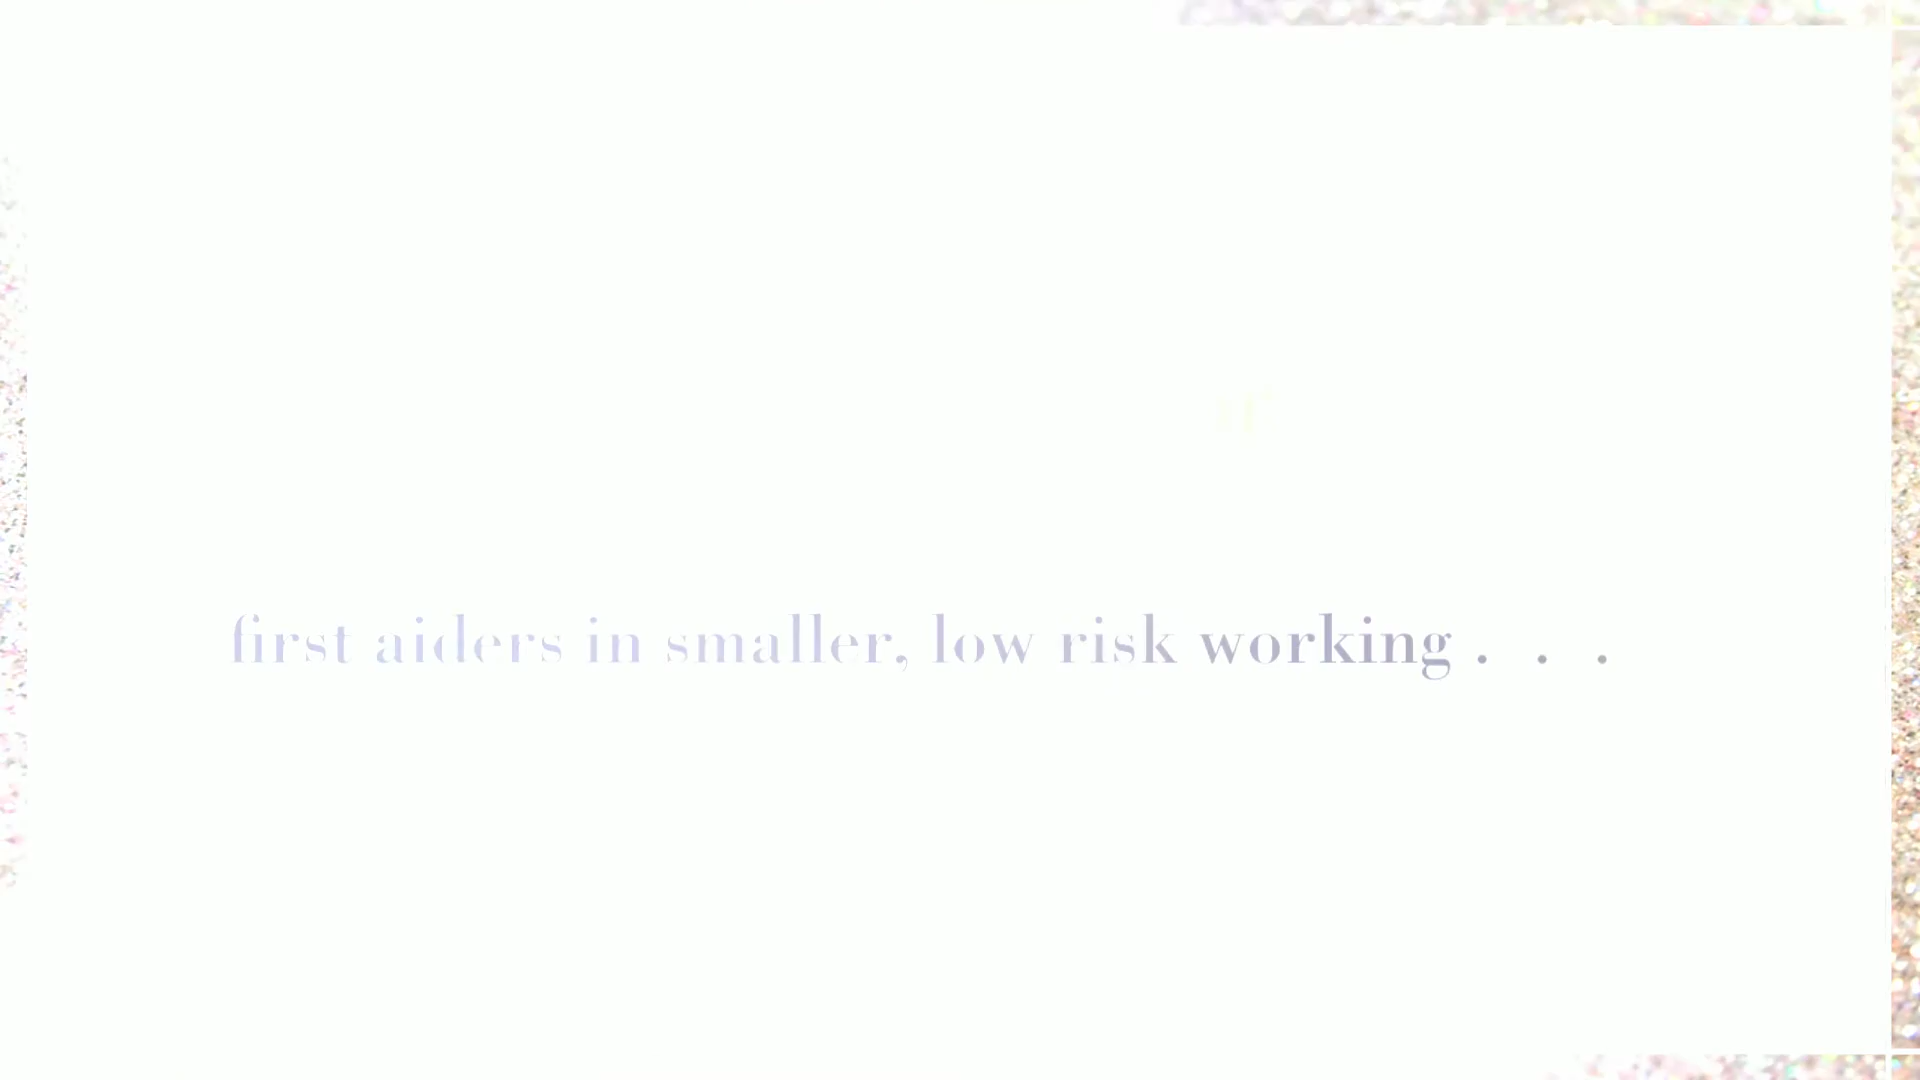 first aiders in smaller, low risk working . . .